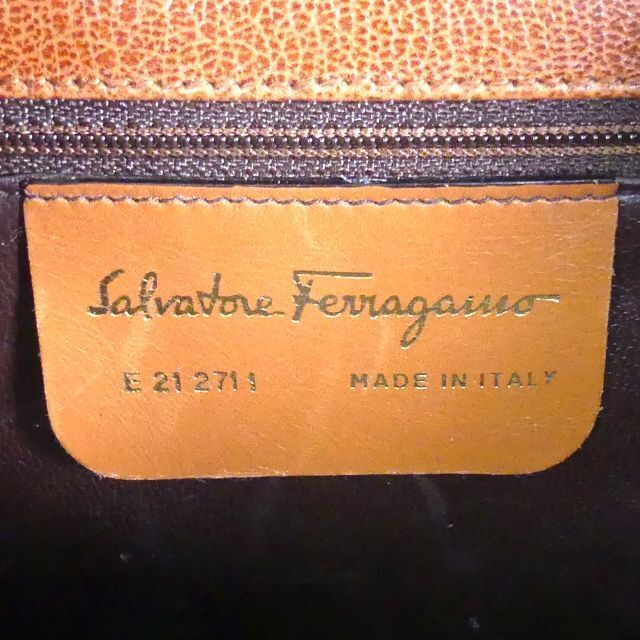 Salvatore Ferragamo
E 21 2711 MADE IN ITALY